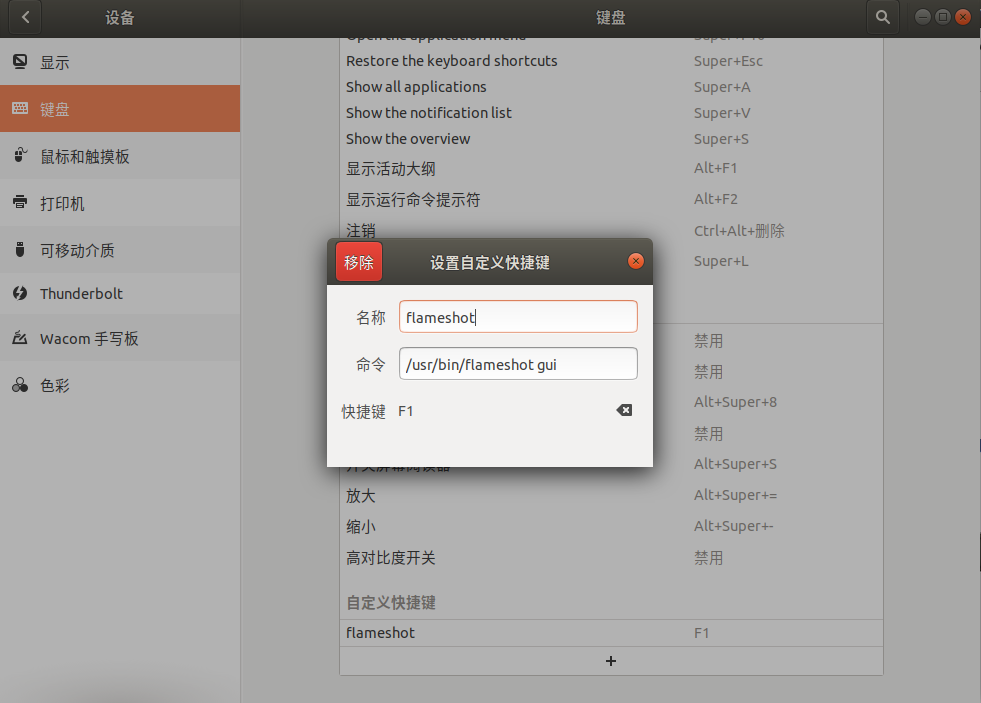 设备
键盘
显示
键盘
鼠标和触摸板
打印机
可移动介质
Thunderbolt
Wacom 手写板
色彩
Restore the keyboard shortcuts Super+Esc
Show all applications Super+A
Show the notification list Super+V
Show the overview Super+S
显示活动大纲 Alt+F1
显示运行命令提示符 Alt+F2
注销 Ctrl+Alt+删除
Super+L
移除 设置自定义快捷键
名称 flameshot
命令 /usr/bin/flameshot gui
快捷键 F1
禁用
禁用
Alt+Super+8
禁用
Alt+Super+S
放大 Alt+Super+=
缩小 Alt+Super+-
高对比度开关 禁用
自定义快捷键
flameshot F1
+